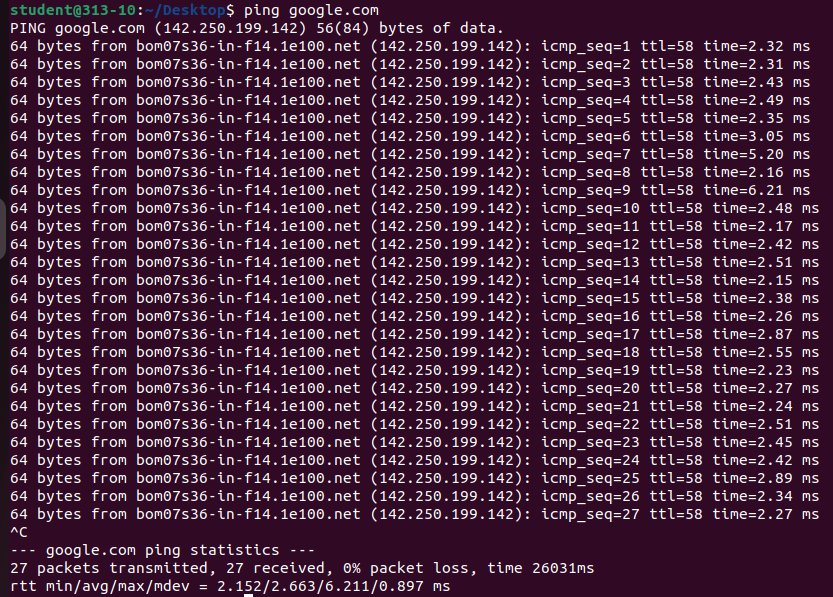 student@313-10:~/Desktop$ ping google.com
PING google.com (142.250.199.142) 56(84) bytes of data.
64 bytes from bom07s36-in-f14.1e100.net (142.250.199.142): icmp_seq=1 ttl=58 time=2.32 ms
64 bytes from bom07s36-in-f14.1e100.net (142.250.199.142): icmp_seq=2 ttl=58 time=2.31 ms
64 bytes from bom07s36-in-f14.1e100.net (142.250.199.142): icmp_seq=3 ttl=58 time=2.43 ms
64 bytes from bom07s36-in-f14.1e100.net (142.250.199.142): icmp_seq=4 ttl=58 time=2.49 ms
64 bytes from bom07s36-in-f14.1e100.net (142.250.199.142): icmp_seq=5 ttl=58 time=2.35 ms
64 bytes from bom07s36-in-f14.1e100.net (142.250.199.142): icmp_seq=6 ttl=58 time=3.05 ms
64 bytes from bom07s36-in-f14.1e100.net (142.250.199.142): icmp_seq=7 ttl=58 time=5.20 ms
64 bytes from bom07s36-in-f14.1e100.net (142.250.199.142): icmp_seq=8 ttl=58 time=2.16 ms
64 bytes from bom07s36-in-f14.1e100.net (142.250.199.142): icmp_seq=9 ttl=58 time=6.21 ms
64 bytes from bom07s36-in-f14.1e100.net (142.250.199.142): icmp_seq=10 ttl=58 time=2.48 ms
64 bytes from bom07s36-in-f14.1e100.net (142.250.199.142): icmp_seq=11 ttl=58 time=2.17 ms
64 bytes from bom07s36-in-f14.1e100.net (142.250.199.142): icmp_seq=12 ttl=58 time=2.42 ms
64 bytes from bom07s36-in-f14.1e100.net (142.250.199.142): icmp_seq=13 ttl=58 time=2.51 ms
64 bytes from bom07s36-in-f14.1e100.net (142.250.199.142): icmp_seq=14 ttl=58 time=2.15 ms
64 bytes from bom07s36-in-f14.1e100.net (142.250.199.142): icmp_seq=15 ttl=58 time=2.38 ms
64 bytes from bom07s36-in-f14.1e100.net (142.250.199.142): icmp_seq=16 ttl=58 time=2.26 ms
64 bytes from bom07s36-in-f14.1e100.net (142.250.199.142): icmp_seq=17 ttl=58 time=2.87 ms
64 bytes from bom07s36-in-f14.1e100.net (142.250.199.142): icmp_seq=18 ttl=58 time=2.55 ms
64 bytes from bom07s36-in-f14.1e100.net (142.250.199.142): icmp_seq=19 ttl=58 time=2.23 ms
64 bytes from bom07s36-in-f14.1e100.net (142.250.199.142): icmp_seq=20 ttl=58 time=2.27 ms
64 bytes from bom07s36-in-f14.1e100.net (142.250.199.142): icmp_seq=21 ttl=58 time=2.24 ms
64 bytes from bom07s36-in-f14.1e100.net (142.250.199.142): icmp_seq=22 ttl=58 time=2.51 ms
64 bytes from bom07s36-in-f14.1e100.net (142.250.199.142): icmp_seq=23 ttl=58 time=2.45 ms
64 bytes from bom07s36-in-f14.1e100.net (142.250.199.142): icmp_seq=24 ttl=58 time=2.42 ms
64 bytes from bom07s36-in-f14.1e100.net (142.250.199.142): icmp_seq=25 ttl=58 time=2.89 ms
64 bytes from bom07s36-in-f14.1e100.net (142.250.199.142): icmp_seq=26 ttl=58 time=2.34 ms
64 bytes from bom07s36-in-f14.1e100.net (142.250.199.142): icmp_seq=27 ttl=58 time=2.27 ms
^C
--- google.com ping statistics ---
27 packets transmitted, 27 received, 0% packet loss, time 26031ms
rtt min/avg/max/mdev = 2.152/2.663/6.211/0.897 ms